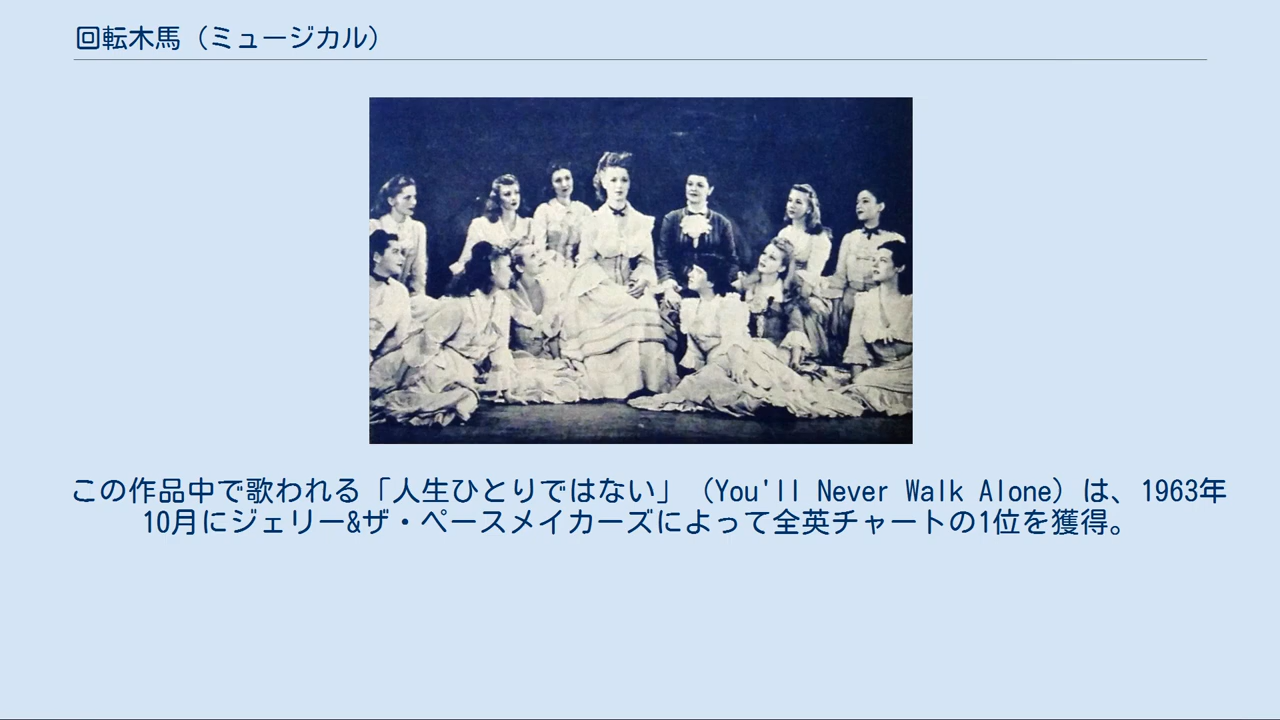 回転木馬（ミュージカル）
この作品中で歌われる「人生ひとりではない」（You'll Never Walk Alone）は、1963年
10月にジェリー&ザ・ペースメイカーズによって全英チャートの1位を獲得。